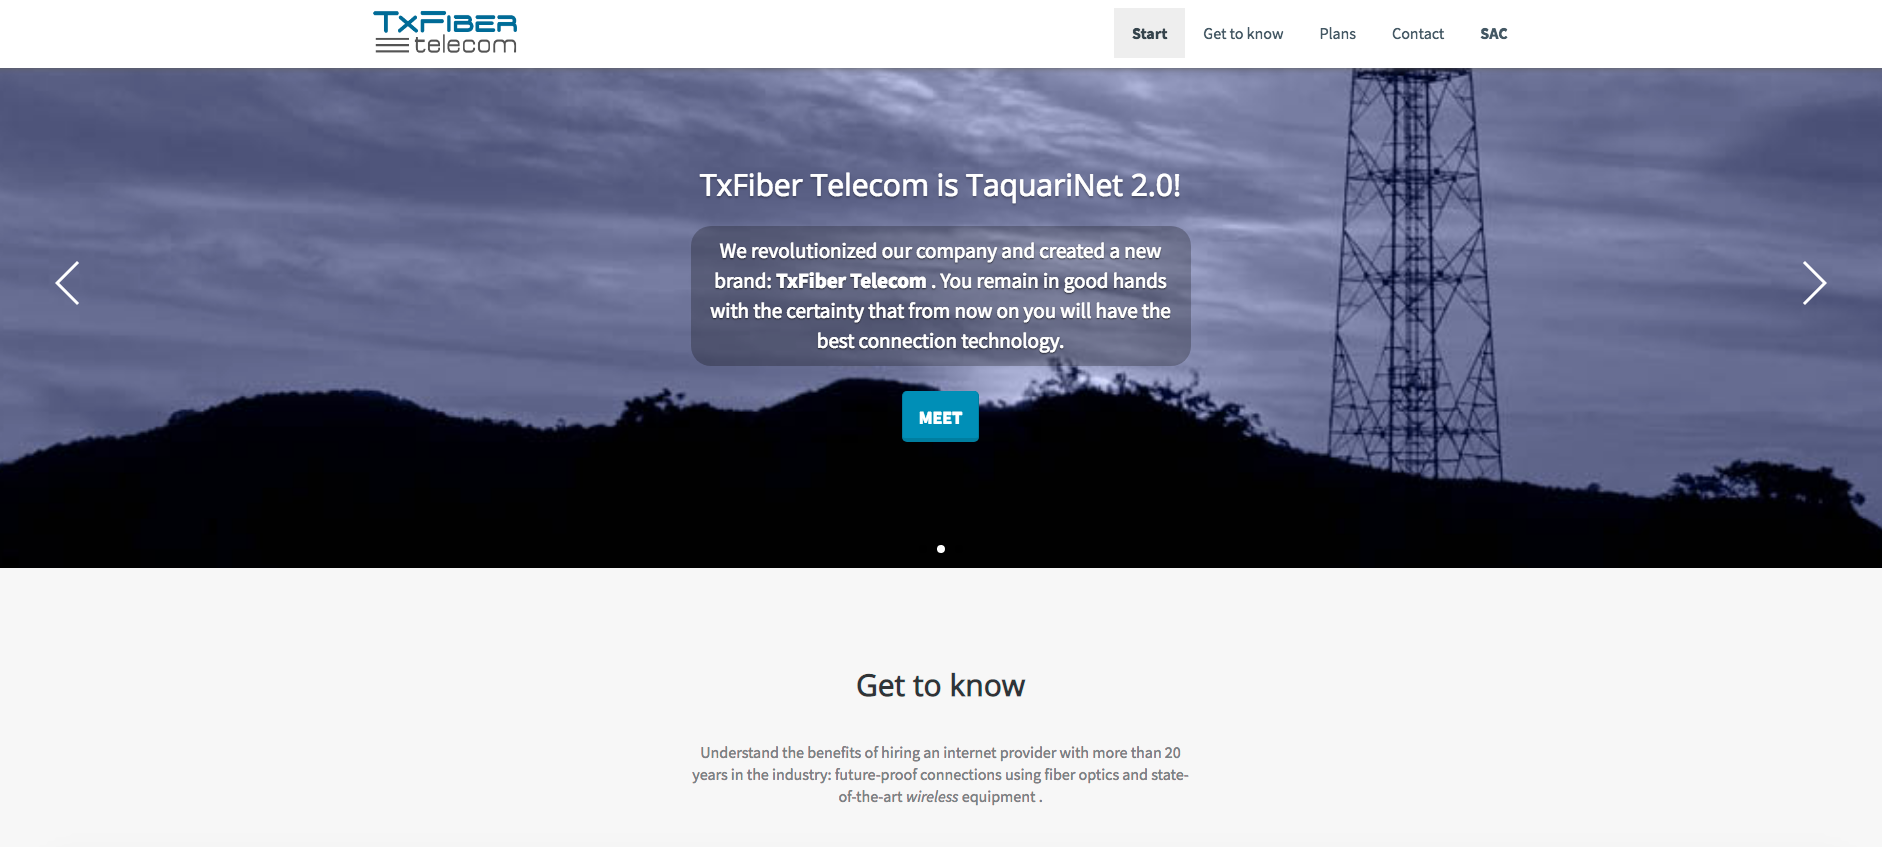 TxFiber
telecom
Start Get to know Plans Contact SAC
TxFiber Telecom is TaquariNet 2.0!
We revolutionized our company and created a new
brand: TxFiber Telecom . You remain in good hands
with the certainty that from now on you will have the
best connection technology.
MEET
Get to know
Understand the benefits of hiring an internet provider with more than 20
years in the industry: future-proof connections using fiber optics and state-
of-the-art wireless equipment .